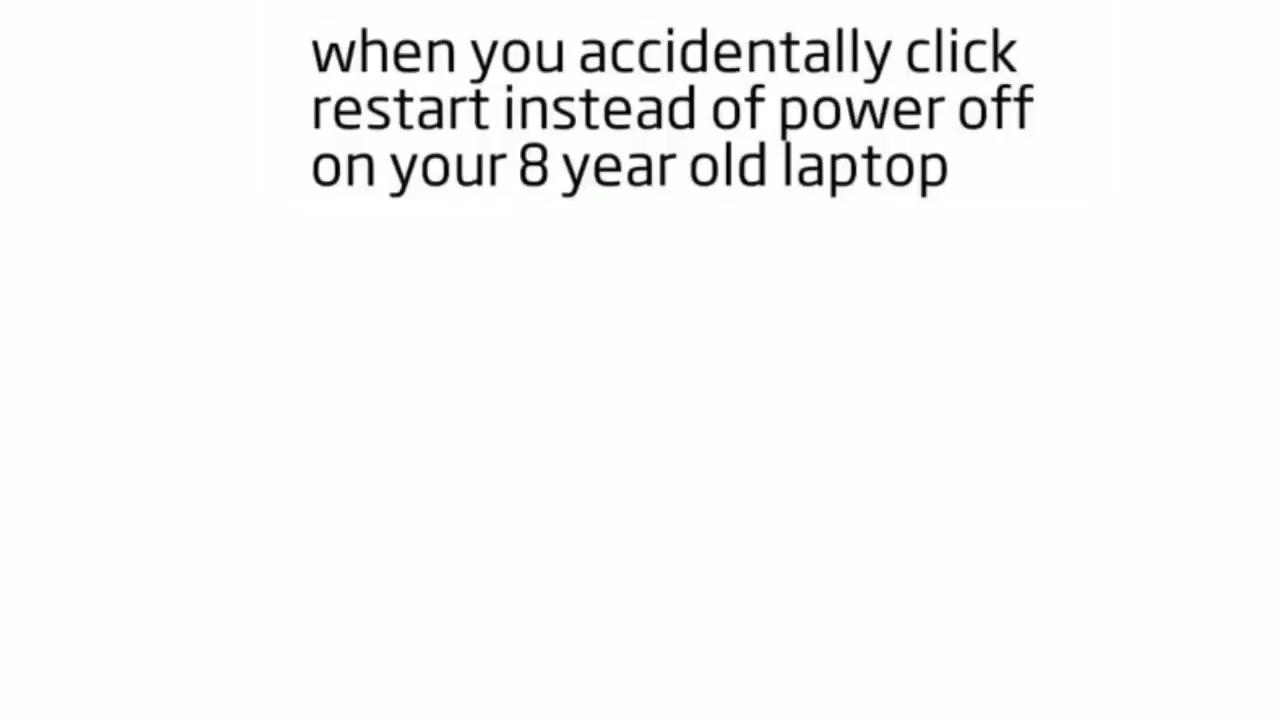 when you accidentally click
restart instead of power off
on your 8 year old laptop